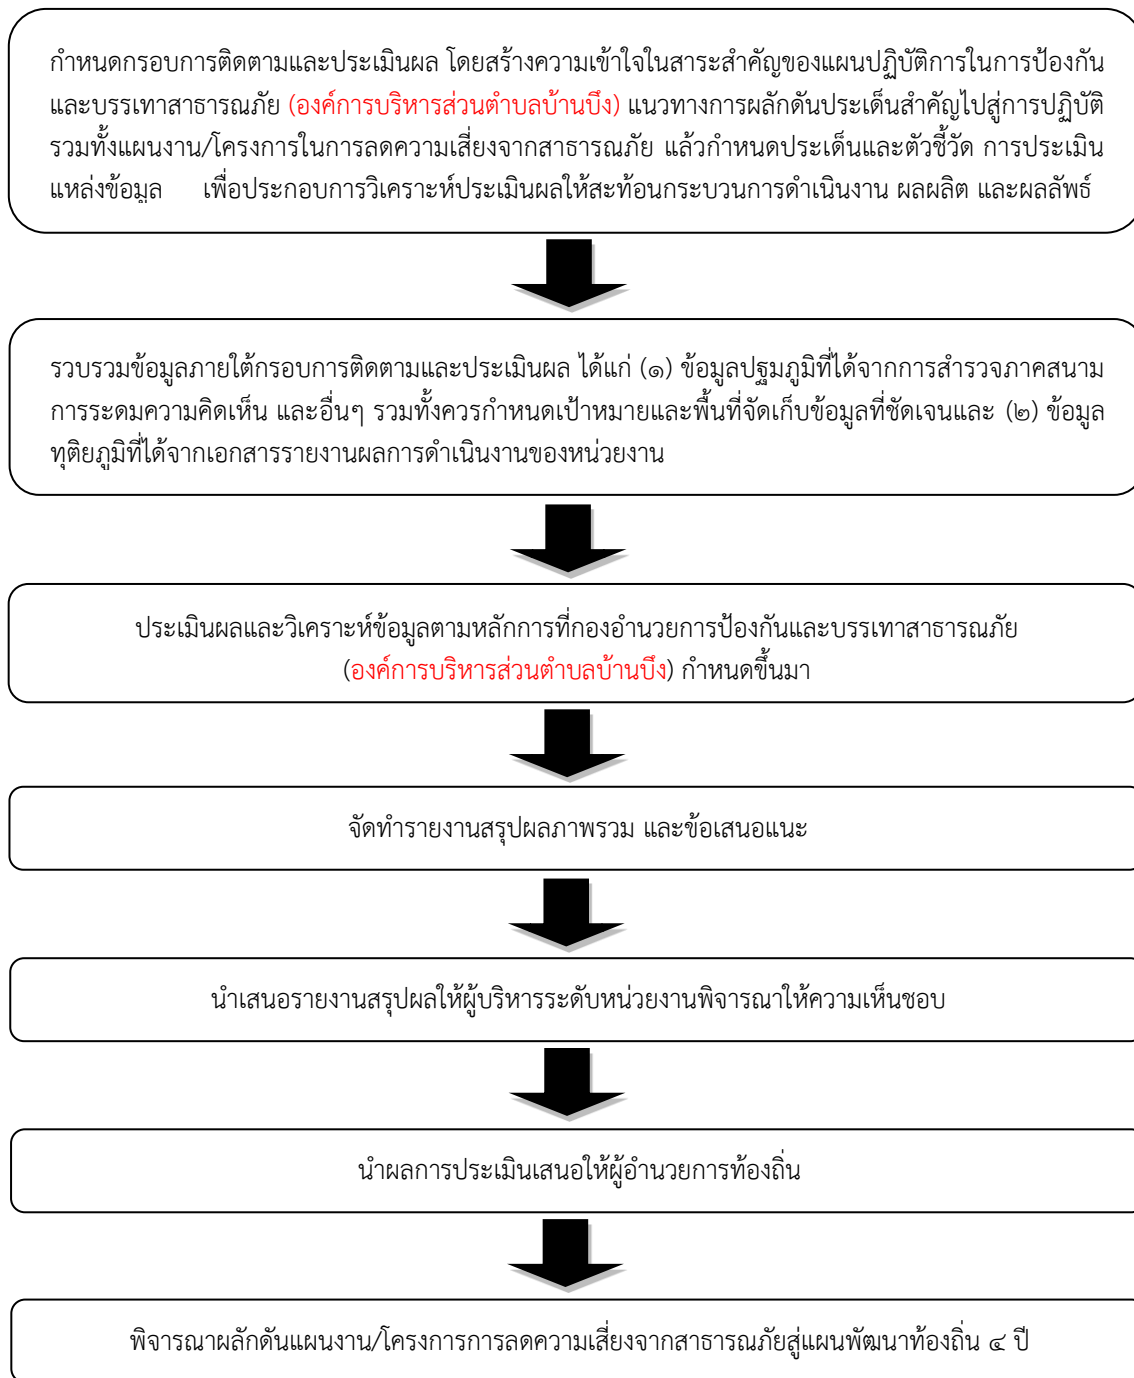 กำหนดกรอบการติดตามและประเมินผล โดยสร้างความเข้าใจในสาระสำคัญของแผนปฏิบัติการในการป้องกัน
และบรรเทาสาธารณภัย (องค์การบริหารส่วนตำบลบ้านบึง) แนวทางการผลักดันประเด็นสำคัญไปสู่การปฏิบัติ
รวมทั้งแผนงาน/โครงการในการลดความเสี่ยงจากสาธารณภัย แล้วกำหนดประเด็นและตัวชี้วัด การประเมิน
แหล่งข้อมูล เพื่อประกอบการวิเคราะห์ประเมินผลให้สะท้อนกระบวนการดำเนินงาน ผลผลิต และผลลัพธ์
รวบรวมข้อมูลภายใต้กรอบการติดตามและประเมินผล ได้แก่ (๑) ข้อมูลปฐมภูมิที่ได้จากการสำรวจภาคสนาม
การระดมความคิดเห็น และอื่นๆ รวมทั้งควรกำหนดเป้าหมายและพื้นที่จัดเก็บข้อมูลที่ชัดเจนและ (๒) ข้อมูล
ทุติยภูมิที่ได้จากเอกสารรายงานผลการดำเนินงานของหน่วยงาน
ประเมินผลและวิเคราะห์ข้อมูลตามหลักการที่กองอำนวยการป้องกันและบรรเทาสาธารณภัย
(องค์การบริหารส่วนตำบลบ้านบึง) กำหนดขึ้นมา
จัดทำรายงานสรุปผลภาพรวม และข้อเสนอแนะ
นำเสนอรายงานสรุปผลให้ผู้บริหารระดับหน่วยงานพิจารณาให้ความเห็นชอบ
นำผลการประเมินเสนอให้ผู้อำนวยการท้องถิ่น
พิจารณาผลักดันแผนงาน/โครงการการลดความเสี่ยงจากสาธารณภัยสู่แผนพัฒนาท้องถิ่น ๔ ปี